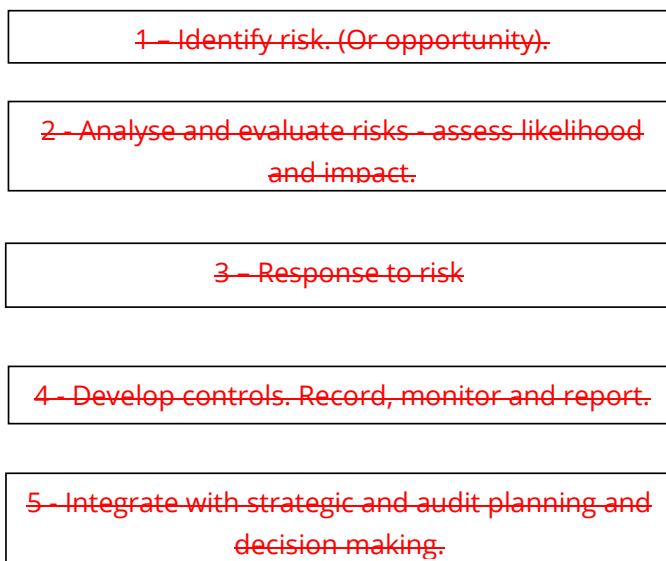 1 – Identify risk. (Or opportunity).
2 - Analyse and evaluate risks - assess likelihood
and impact.
3 – Response to risk
4 - Develop controls. Record, monitor and report.
5 - Integrate with strategic and audit planning and
decision making.